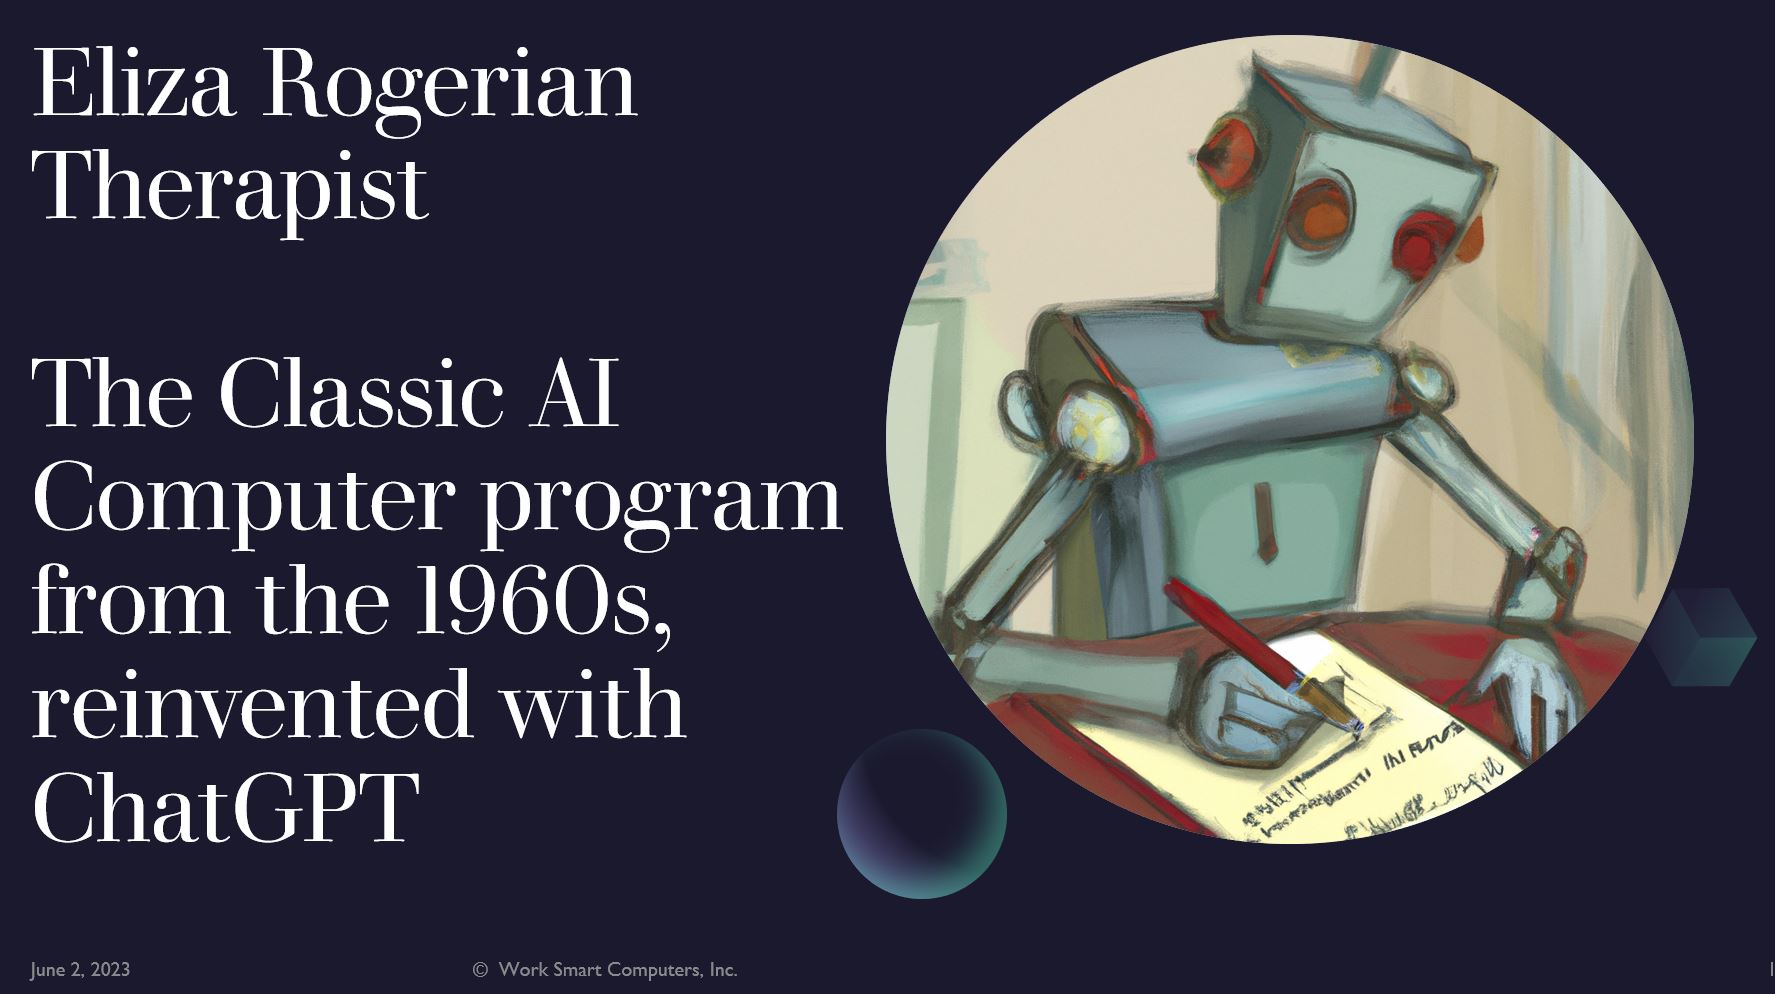 Eliza Rogerian
Therapist
The Classic AI
Computer program
from the 1960s,
reinvented with
ChatGPT
June 2, 2023
© Work Smart Computers, Inc.
1